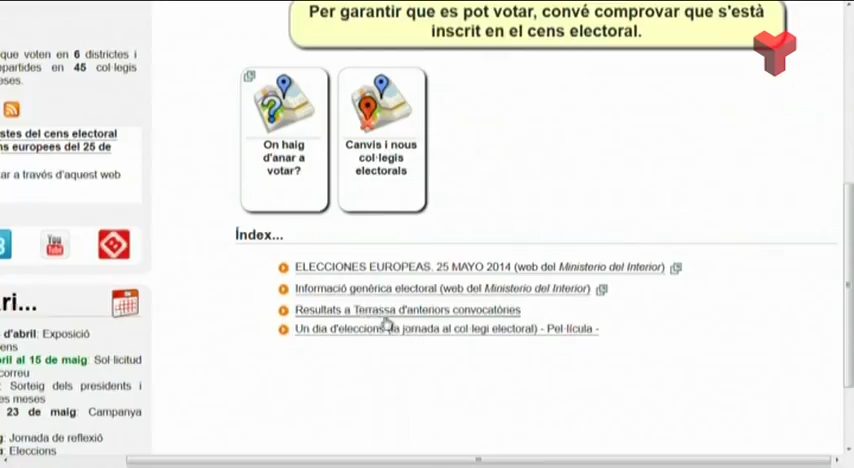 Per garantir que es pot votar, convé comprovar que s'està
inscrit en el cens electoral.
que voten en 6 districtes i
partides en 45 col·legis
stes del cens electoral
europees del 25 de
ar a través d'aquest web
On haig
d'anar a
votar?
Canvis i nous
col·legis
electorals
Índex...
ELECCIONES EUROPEAS. 25 MAYO 2014 (web del Ministerio del Interior)
Informació genèrica electoral (web del Ministerio del Interior)
Resultats a Terrassa d'anteriors convocatòries
Un dia d'eleccions (la jornada al col·legi electoral) - Pel·lícula -
You
Tube
ri...
d'abril: Exposició
ens
ril al 15 de maig: Sol·licitud
correu
: Sorteig dels presidents i
es meses
23 de maig: Campanya
g: Jornada de reflexió
: Eleccions